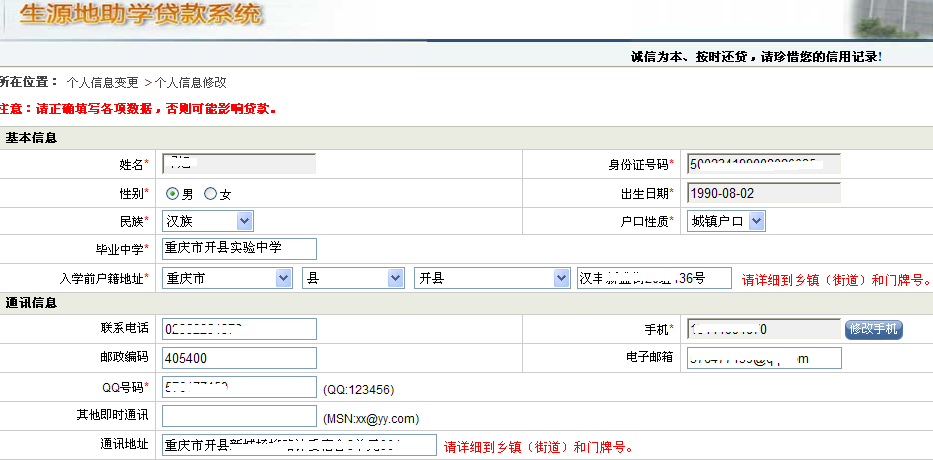 生源地助学贷款系统
诚信为本、按时还贷，请珍惜您的信用记录!
所在位置： 个人信息变更 >个人信息修改
注意：请正确填写各项数据，否则可能影响贷款。
基本信息
姓名* 身份证号码*
性别* 男 女 出生日期* 1990-08-02
民族* 汉族 户口性质* 城镇户口
毕业中学* 重庆市开县实验中学
入学前户籍地址* 重庆市 县 开县 汉丰 36号 请详细到乡镇（街道）和门牌号。
通讯信息
联系电话 手机* 修改手机
邮政编码 405400 电子邮箱
QQ号码* (QQ:123456)
其他即时通讯 (MSN:xx@yy.com)
通讯地址 重庆市开县 请详细到乡镇（街道）和门牌号。